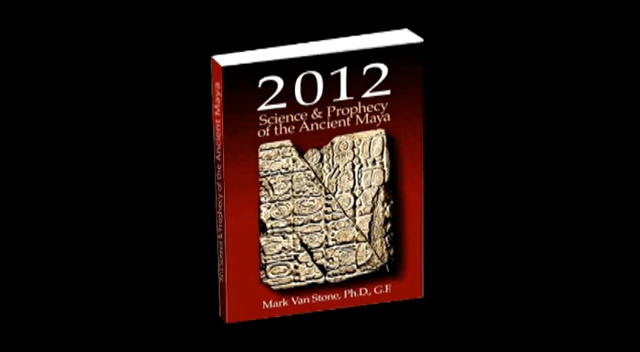 2012
Science & Prophecy
of the Ancient Maya
Mark Van Stone, Ph.D., G.F.
2012 Science & Prophecy of the Ancient Maya